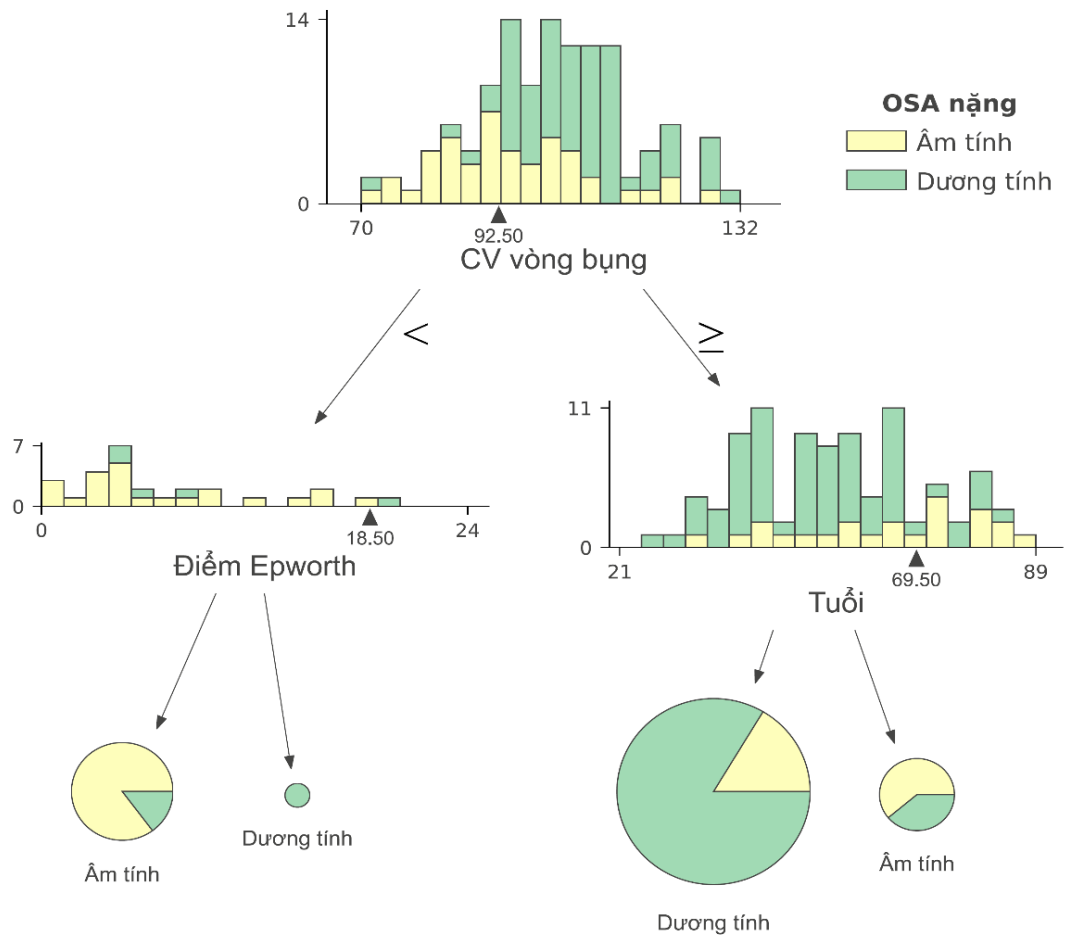 14
0
70
92.50
132
CV vòng bụng
OSA nặng
Âm tính
Dương tính
<
≥
7
0
0
18.50
24
Điểm Epworth
11
0
21
69.50
89
Tuổi
Âm tính
Dương tính
Dương tính
Âm tính